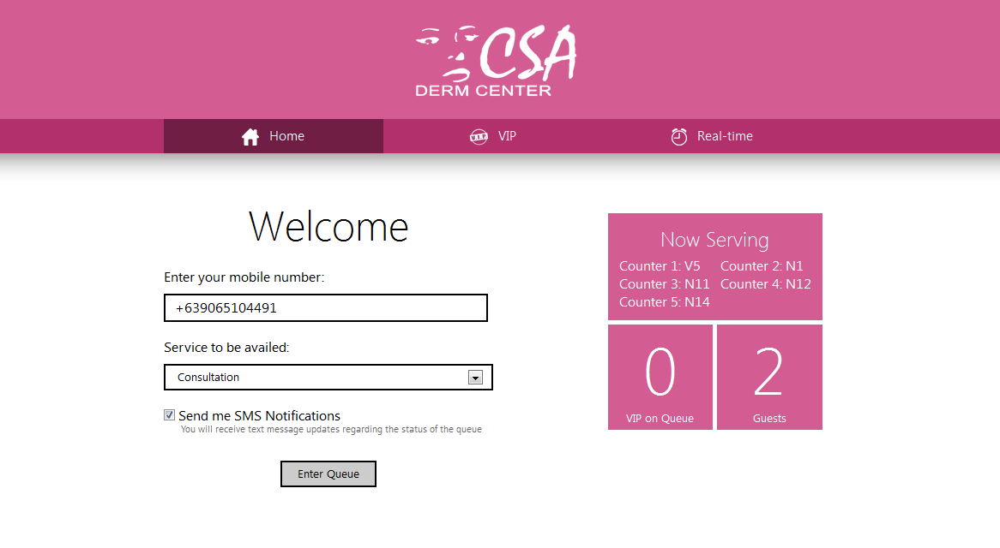 CSA
DERM CENTER
Home
VIP
VIP
Real-time
Welcome
Enter your mobile number:
+639065104491
Service to be availed:
Consultation
Send me SMS Notifications
You will receive text message updates regarding the status of the queue
Enter Queue
Now Serving
Counter 1: V5 Counter 2: N1
Counter 3: N11 Counter 4: N12
Counter 5: N14
0
VIP on Queue
2
Guests